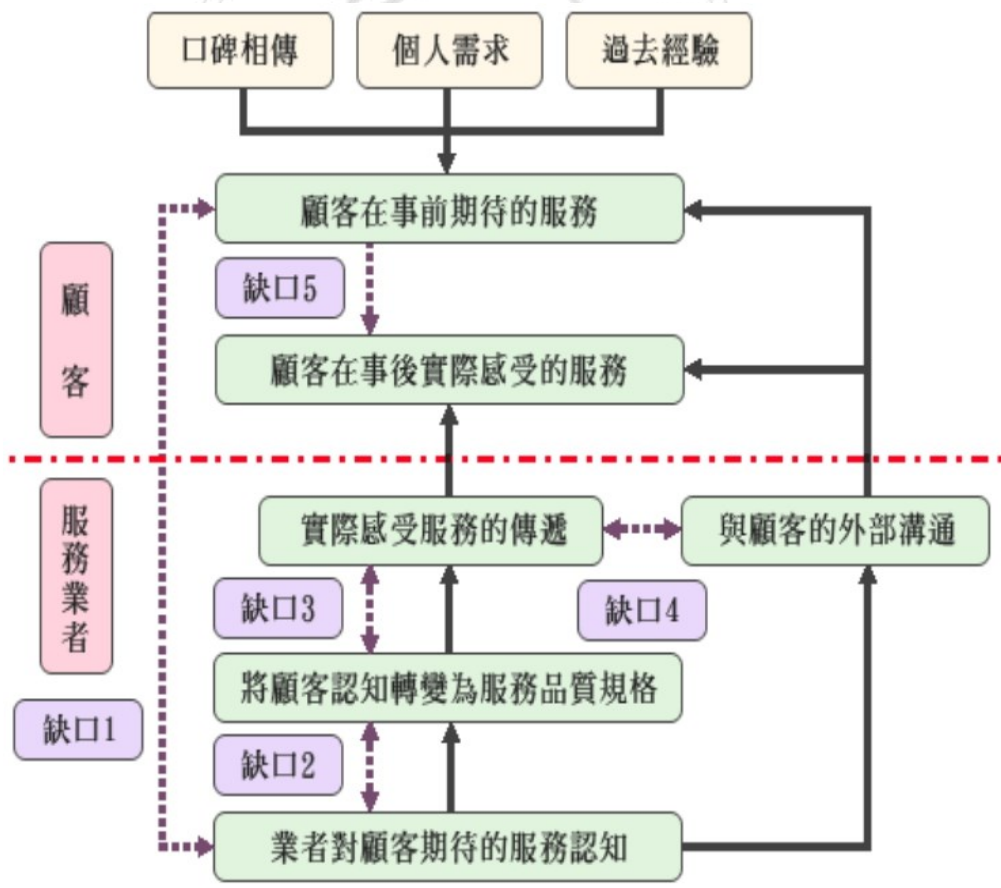 口碑相傳
個人需求
過去經驗
顧客在事前期待的服務
缺口5
顧客
顧客在事後實際感受的服務
服務業者
實際感受服務的傳遞
與顧客的外部溝通
缺口3
缺口4
將顧客認知轉變為服務品質規格
缺口1
缺口2
業者對顧客期待的服務認知